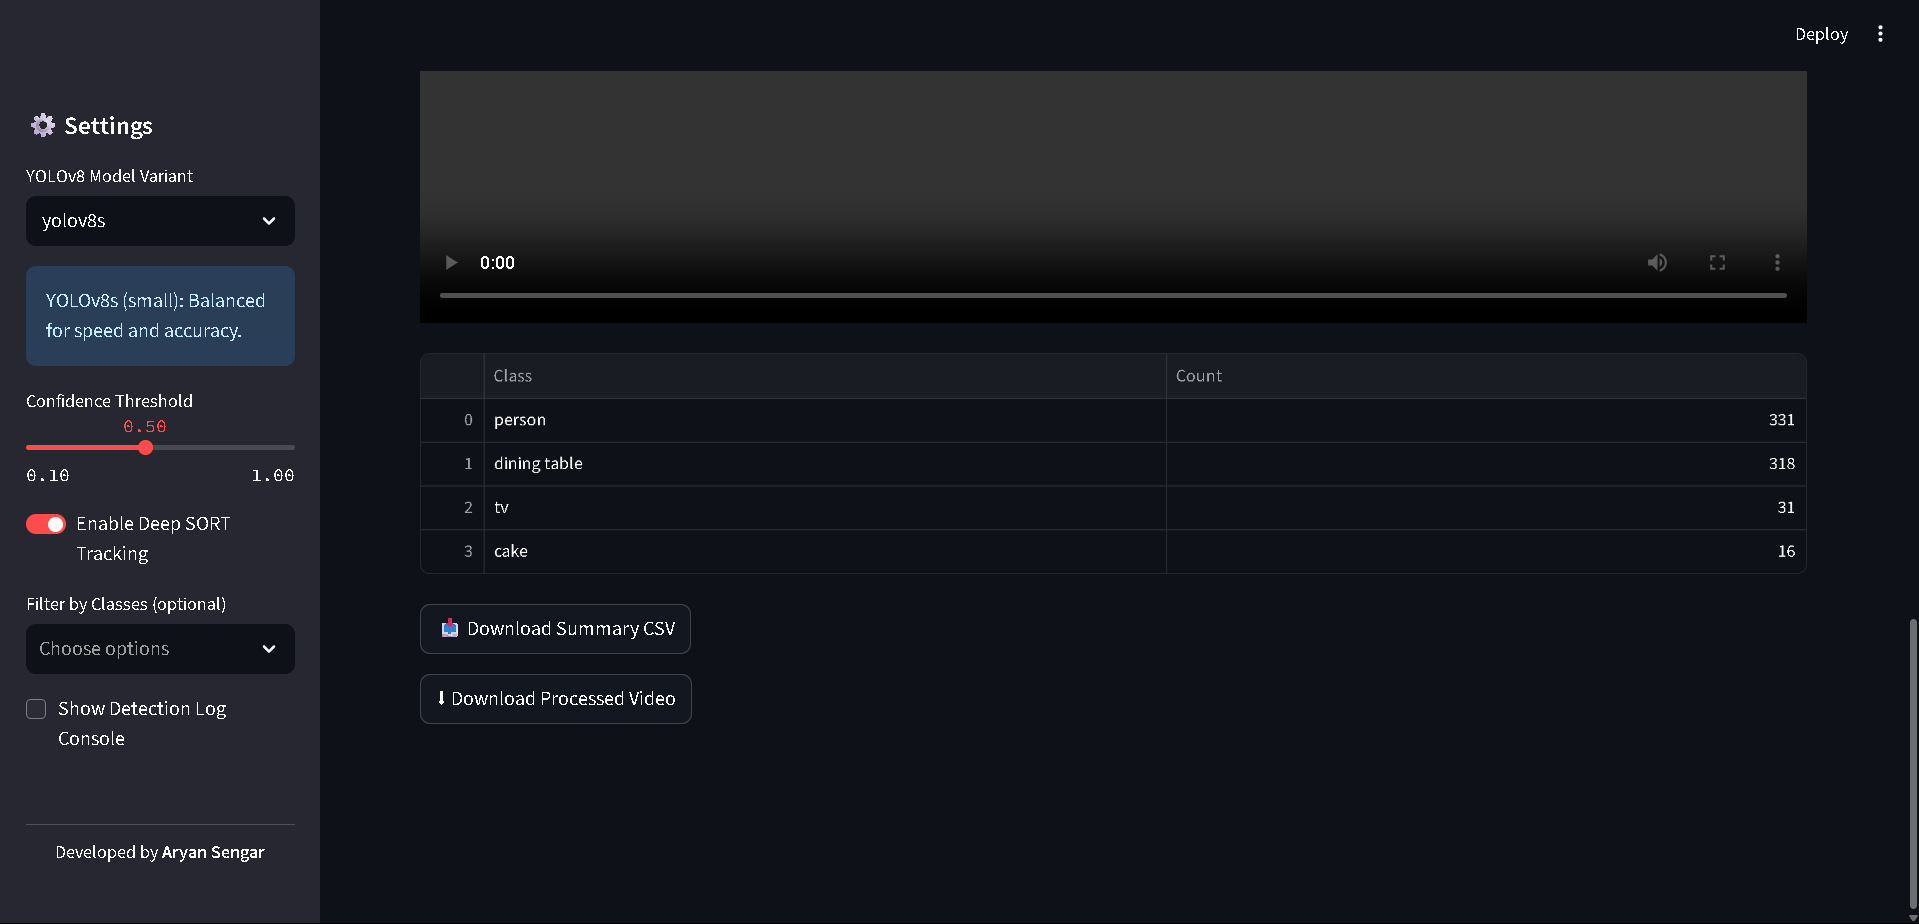 Deploy
Settings
YOLOv8 Model Variant
yolov8s
YOLOv8s (small): Balanced
for speed and accuracy.
Confidence Threshold
0.50
0.10 1.00
Enable Deep SORT
Tracking
Filter by Classes (optional)
Choose options
Show Detection Log
Console
Developed by Aryan Sengar
0:00
Class Count
0 person 331
1 dining table 318
2 tv 31
3 cake 16
Download Summary CSV
⬇ Download Processed Video